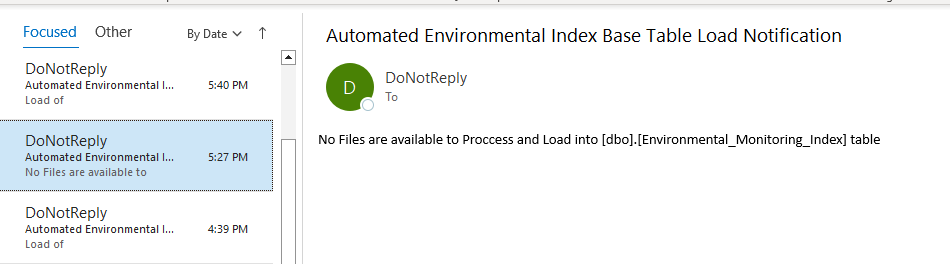 Focused Other By Date
DoNotReply
Automated Environmental I... 5:40 PM
Load of
DoNotReply
Automated Environmental I... 5:27 PM
No Files are available to
DoNotReply
Automated Environmental I... 4:39 PM
Load of
Automated Environmental Index Base Table Load Notification
D
DoNotReply
To
No Files are available to Proccess and Load into [dbo].[Environmental_Monitoring_Index] table